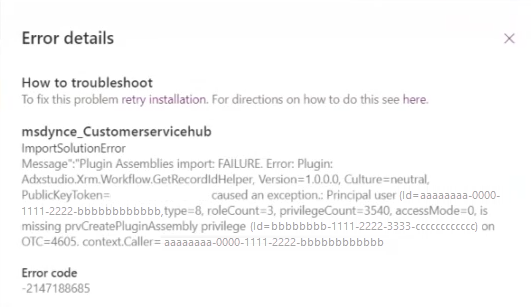 Error details
How to troubleshoot
To fix this problem retry installation. For directions on how to do this see here.
msdynce_Customerservicehub
ImportSolutionError
Message":"Plugin Assemblies import: FAILURE. Error: Plugin:
Adxstudio.Xrm.Workflow.GetRecordIdHelper, Version=1.0.0.0, Culture=neutral,
PublicKeyToken= caused an exception.: Principal user (Id=aaaaaaaa-0000-
1111-2222-bbbbbbbbbbbb,type=8, roleCount=3, privilegeCount=3540, accessMode=0, is
missing prvCreatePluginAssembly privilege (Id=bbbbbbbb-1111-2222-3333-cccccccccccc) on
OTC=4605. context.Caller= aaaaaaaa-0000-1111-2222-bbbbbbbbbbbb
Error code
-2147188685